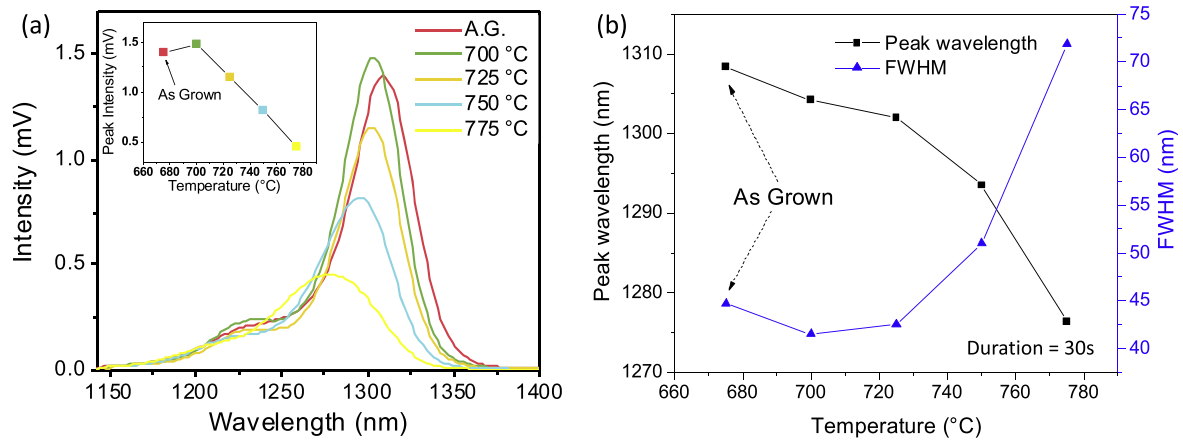 (a)
A.G.
700 °C
725 °C
750 °C
775 °C
As Grown
Peak Intensity (mV)
1.5
1.0
0.5
660
680
700
720
740
760
780
Temperature (°C)
Intensity (mV)
1.5
1.0
0.5
0.0
1150
1200
1250
1300
1350
1400
Wavelength (nm)
(b)
Peak wavelength
FWHM
As Grown
Duration = 30s
Peak wavelength (nm)
1310
1300
1290
1280
1270
660
680
700
720
740
760
780
Temperature (°C)
75
70
65
60
55
50
45
40
FWHM (nm)